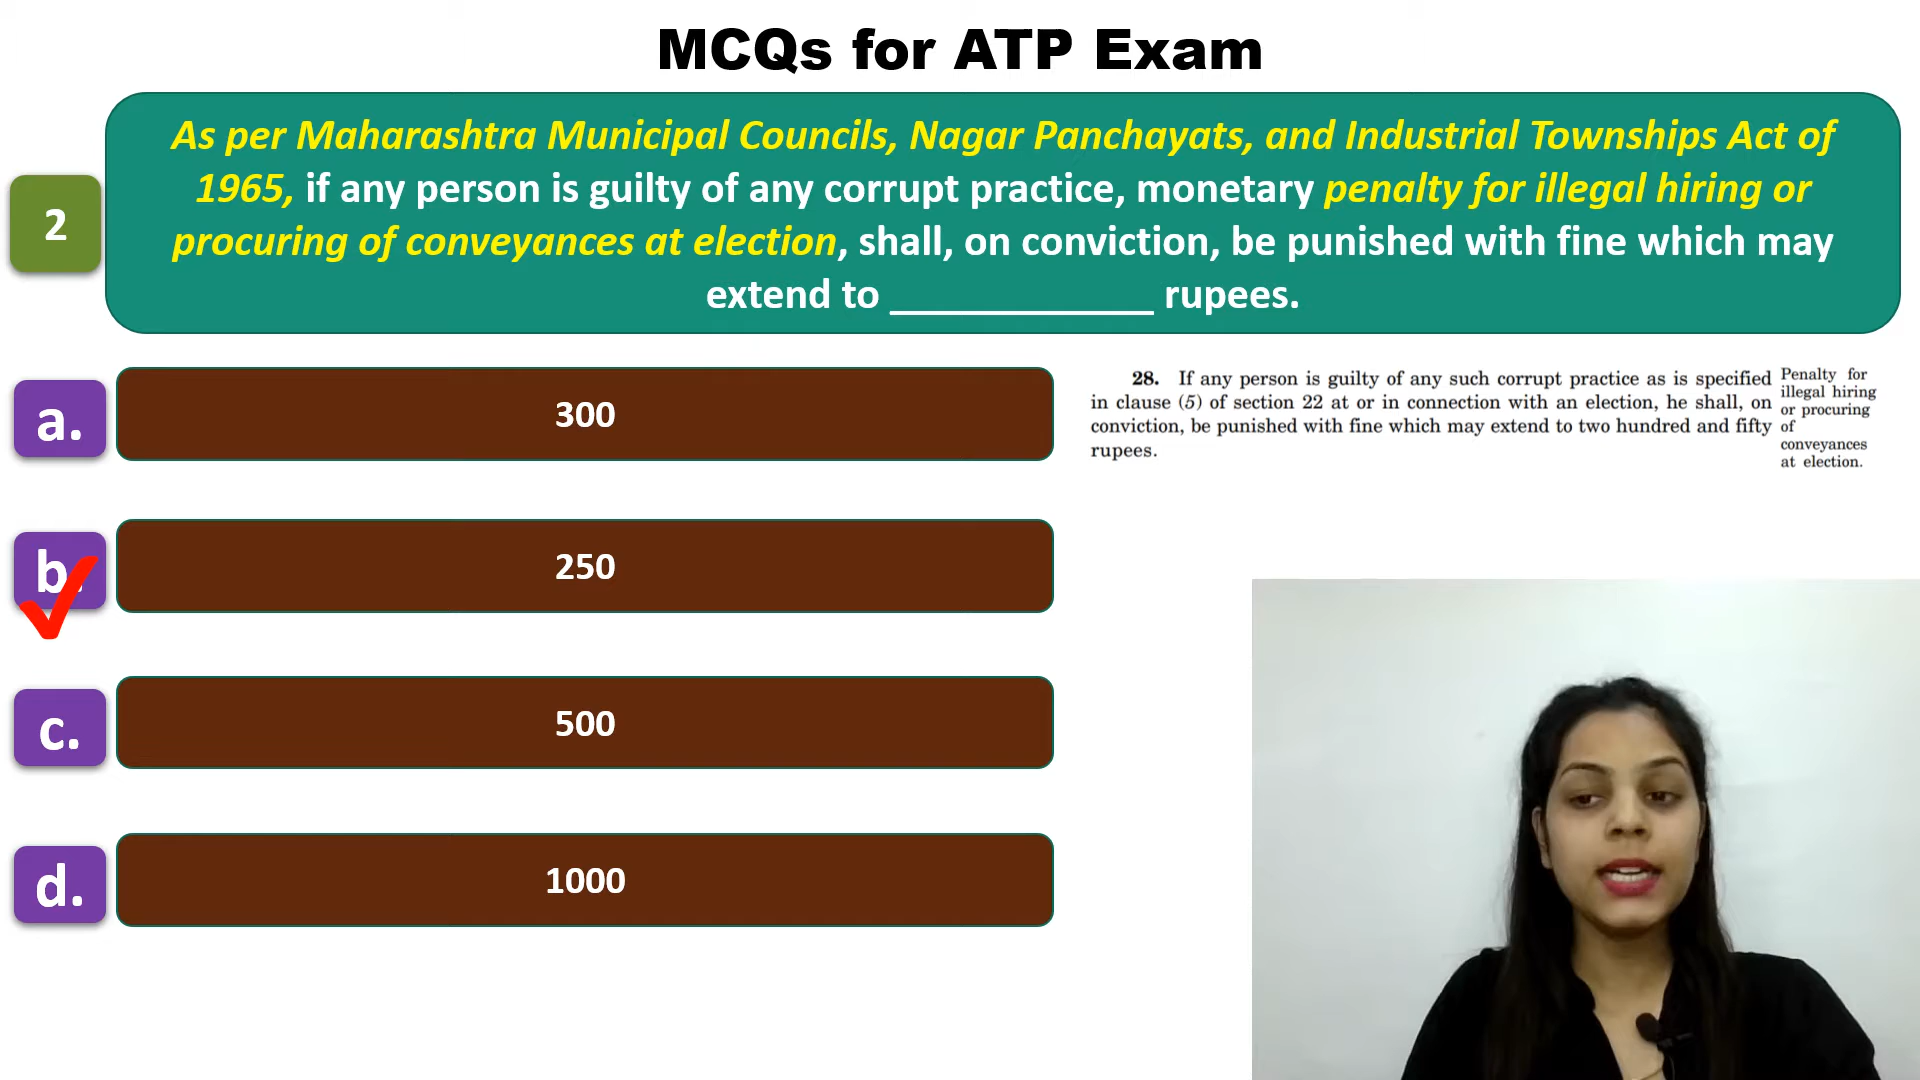 MCQs for ATP Exam
2
As per Maharashtra Municipal Councils, Nagar Panchayats, and Industrial Townships Act of
1965, if any person is guilty of any corrupt practice, monetary penalty for illegal hiring or
procuring of conveyances at election, shall, on conviction, be punished with fine which may
extend to ____________ rupees.
a.
300
b.
250
c.
500
d.
1000
28. If any person is guilty of any such corrupt practice as is specified
in clause (5) of section 22 at or in connection with an election, he shall, on
conviction, be punished with fine which may extend to two hundred and fifty
rupees.
Penalty for
illegal hiring
or procuring
of
conveyances
at election.